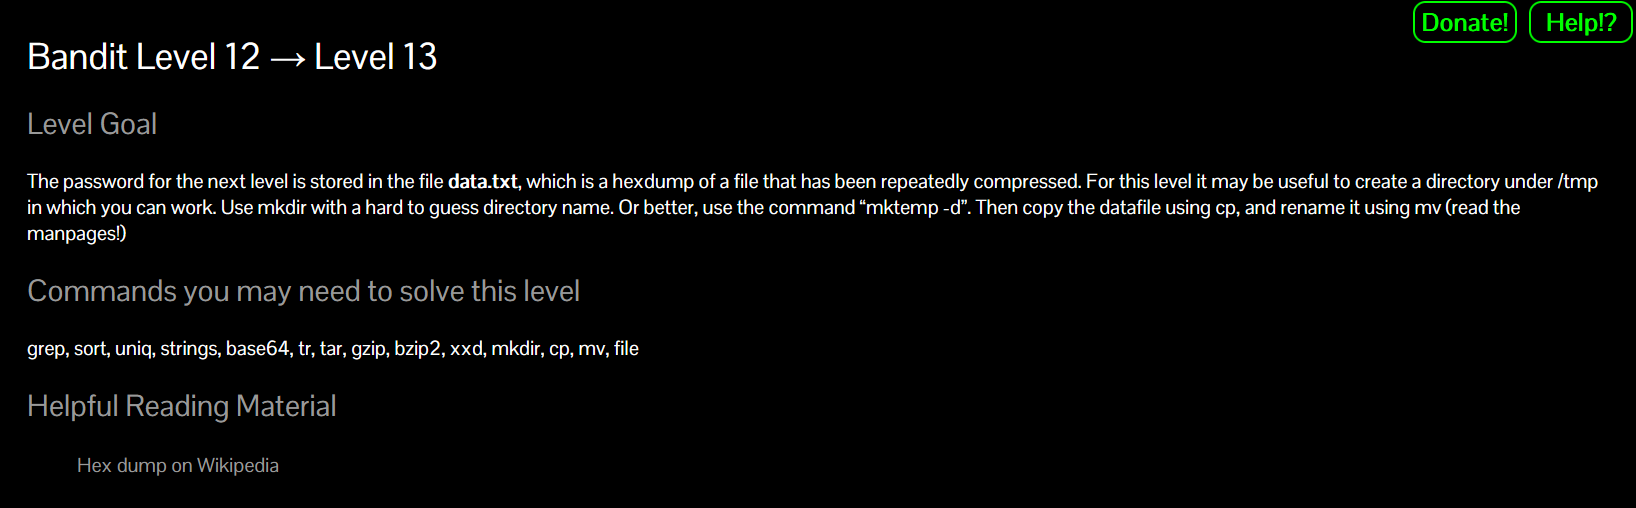 Donate! Help!?
Bandit Level 12 → Level 13
Level Goal
The password for the next level is stored in the file data.txt, which is a hexdump of a file that has been repeatedly compressed. For this level it may be useful to create a directory under /tmp
in which you can work. Use mkdir with a hard to guess directory name. Or better, use the command “mktemp -d”. Then copy the datafile using cp, and rename it using mv (read the
manpages!)
Commands you may need to solve this level
grep, sort, uniq, strings, base64, tr, tar, gzip, bzip2, xxd, mkdir, cp, mv, file
Helpful Reading Material
Hex dump on Wikipedia